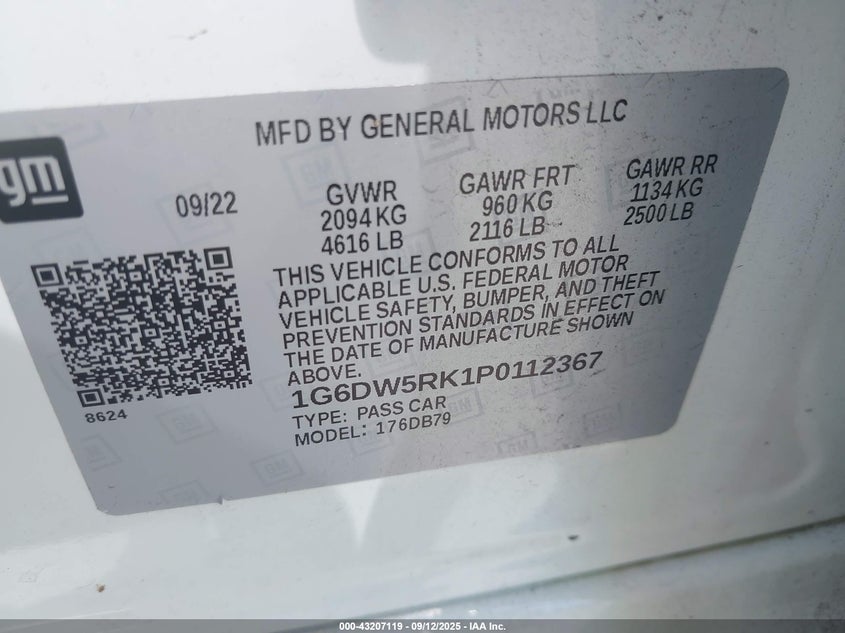 MFD BY GENERAL MOTORS LLC
gm
09/22
GVWR
2094 KG
4616 LB
GAWR FRT
960 KG
2116 LB
GAWR RR
1134 KG
2500 LB
THIS VEHICLE CONFORMS TO ALL
APPLICABLE U.S. FEDERAL MOTOR
VEHICLE SAFETY, BUMPER, AND THEFT
PREVENTION STANDARDS IN EFFECT ON
THE DATE OF MANUFACTURE SHOWN
ABOVE.
1G6DW5RK1P0112367
TYPE: PASS CAR
MODEL: 176DB79
8624
000-43207119 - 09/12/2025 - IAA Inc.